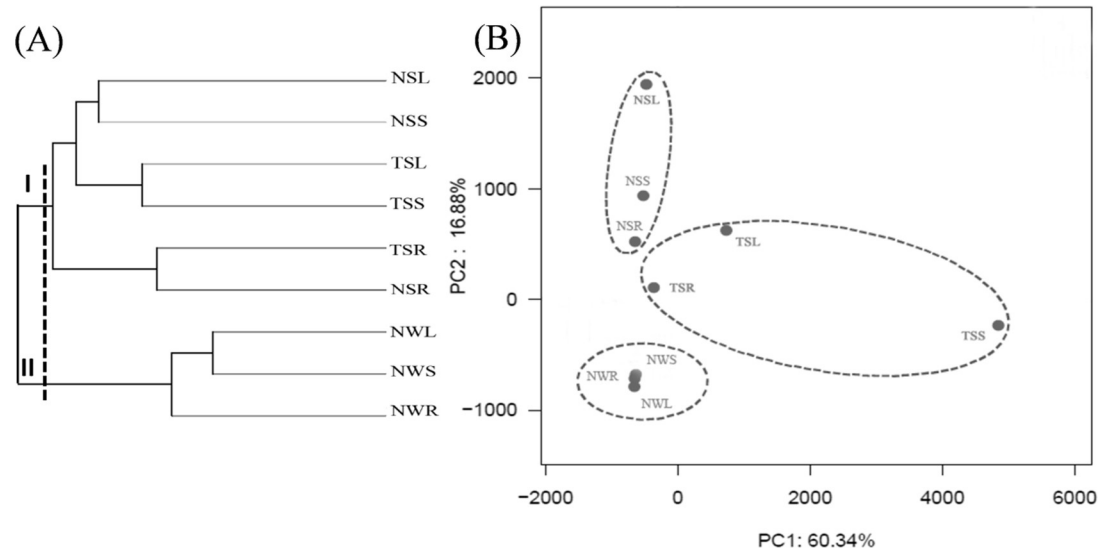 (A)
NSL
NSS
TSL
I
TSS
TSR
NSR
NWL
II
NWS
NWR
(B)
2000
NSL
NSS
1000
NSR
TSL
0
TSR
TSS
NWS
NWR
NWL
−1000
PC2 : 16.88%
−2000 0 2000 4000 6000
PC1: 60.34%